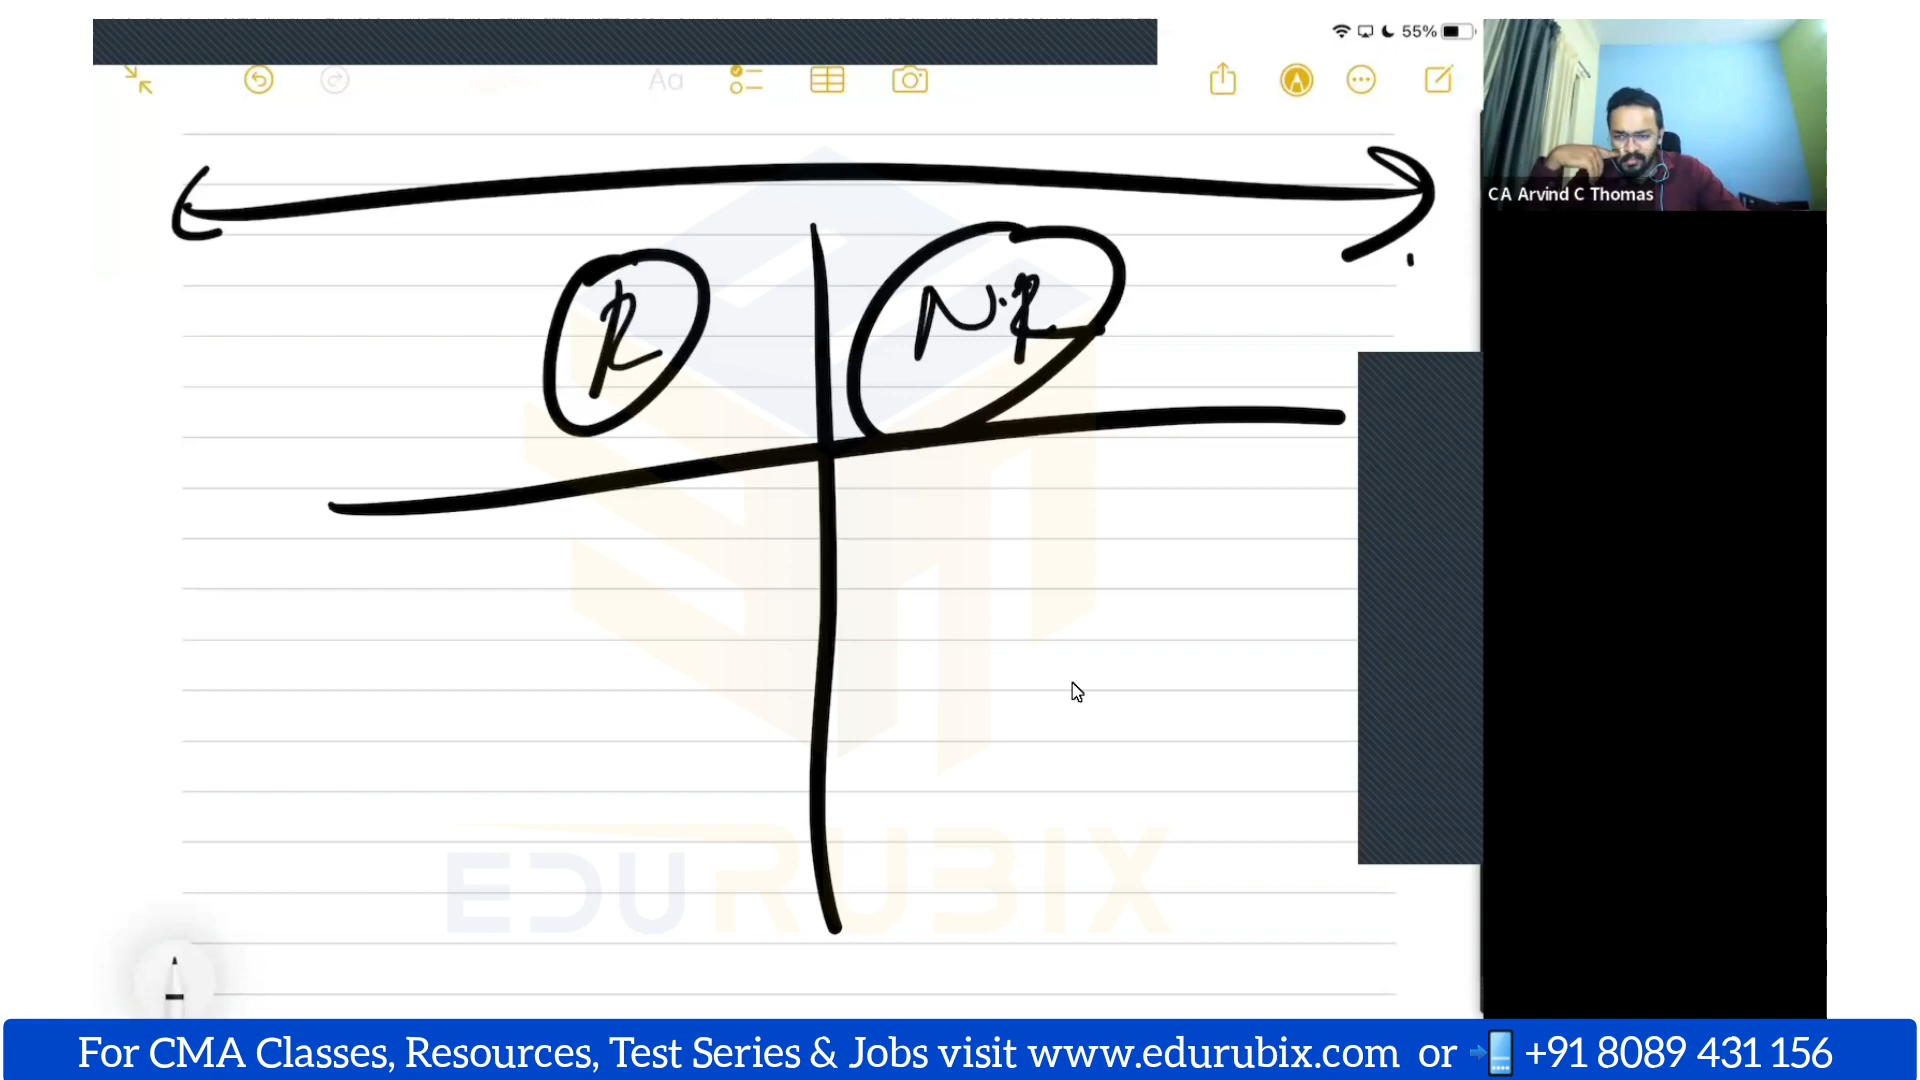 55%
Aa
CA Arvind C Thomas
R
N.R
EDURUBIX
For CMA Classes, Resources, Test Series & Jobs visit www.edurubix.com or +91 8089 431 156